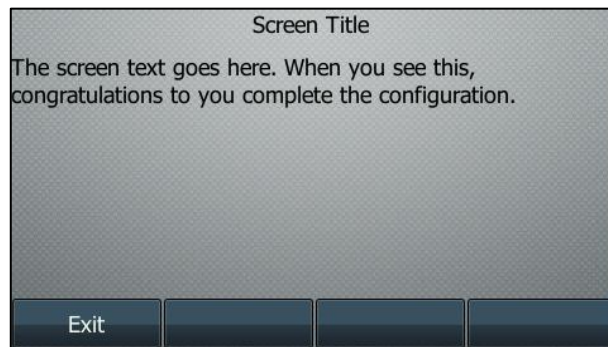 Screen Title
The screen text goes here. When you see this,
congratulations to you complete the configuration.
Exit